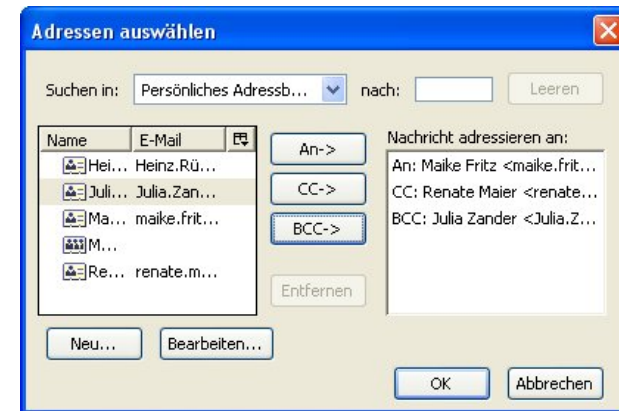 Adressen auswählen
Suchen in: Persönliches Adressb... nach: Leeren
Name E-Mail
Hei... Heinz.Rü...
Juli... Julia.Zan...
Ma... maike.frit...
M...
Re... renate.m...
An->
CC->
BCC->
Entfernen
Nachricht adressieren an:
An: Maike Fritz <maike.frit...
CC: Renate Maier <renate...
BCC: Julia Zander <Julia.Z...
Neu... Bearbeiten...
OK Abbrechen